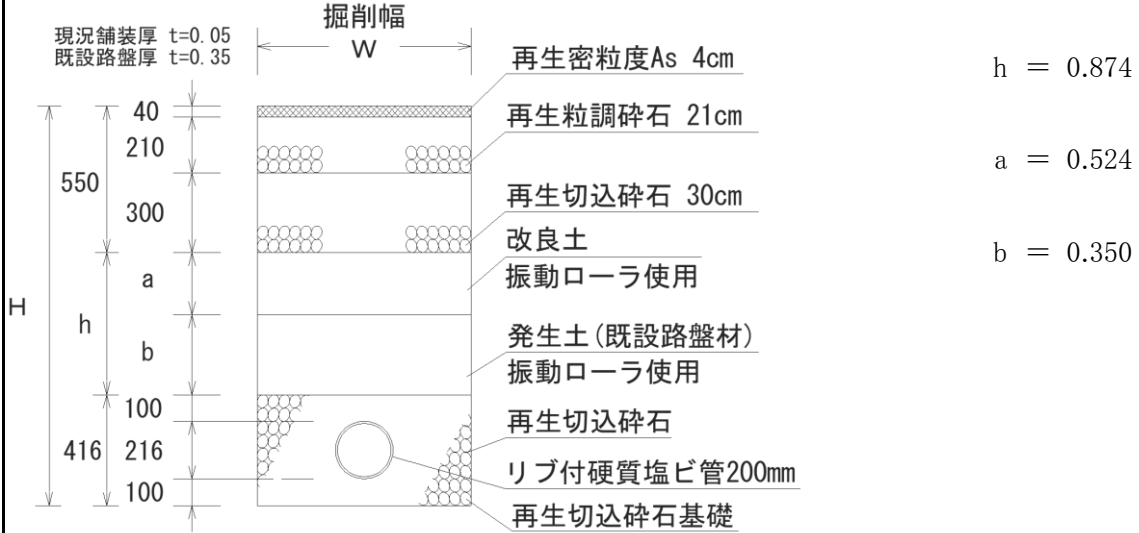 掘削幅
W
現況舗装厚 t=0.05
既設路盤厚 t=0.35
再生密粒度As 4cm
h = 0.874
40
再生粒調砕石 21cm
210
a = 0.524
550
再生切込砕石 30cm
300
改良土
b = 0.350
振動ローラ使用
a
H
h
発生土(既設路盤材)
b
振動ローラ使用
100
再生切込砕石
416
216
リブ付硬質塩ビ管200mm
100
再生切込砕石基礎